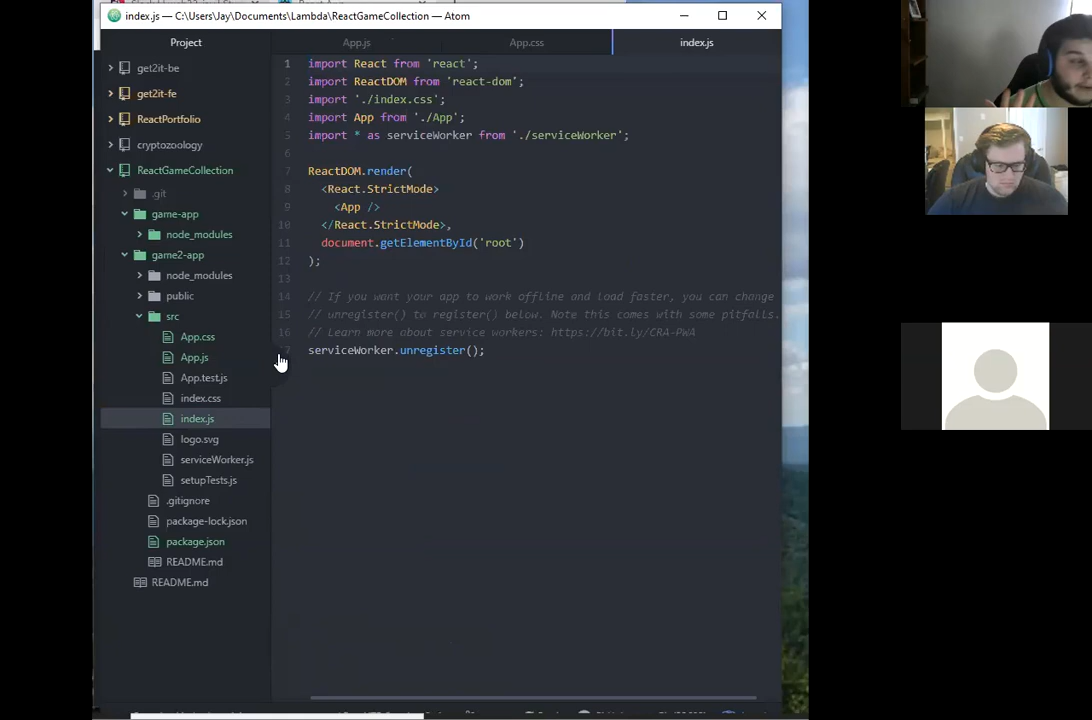 index.js — C:\Users\Jay\Documents\Lambda\ReactGameCollection — Atom
Project
App.js
App.css
index.js
get2it-be
get2it-fe
ReactPortfolio
cryptozoology
ReactGameCollection
.git
game-app
node_modules
game2-app
node_modules
public
src
App.css
App.js
App.test.js
index.css
index.js
logo.svg
serviceWorker.js
setupTests.js
.gitignore
package-lock.json
package.json
README.md
README.md
1 import React from 'react';
2 import ReactDOM from 'react-dom';
3 import './index.css';
4 import App from './App';
5 import * as serviceWorker from './serviceWorker';
6
7 ReactDOM.render(
8 <React.StrictMode>
9 <App />
10 </React.StrictMode>,
11 document.getElementById('root')
12 );
13
14 // If you want your app to work offline and load faster, you can change
15 // unregister() to register() below. Note this comes with some pitfalls.
16 // Learn more about service workers: https://bit.ly/CRA-PWA
serviceWorker.unregister();